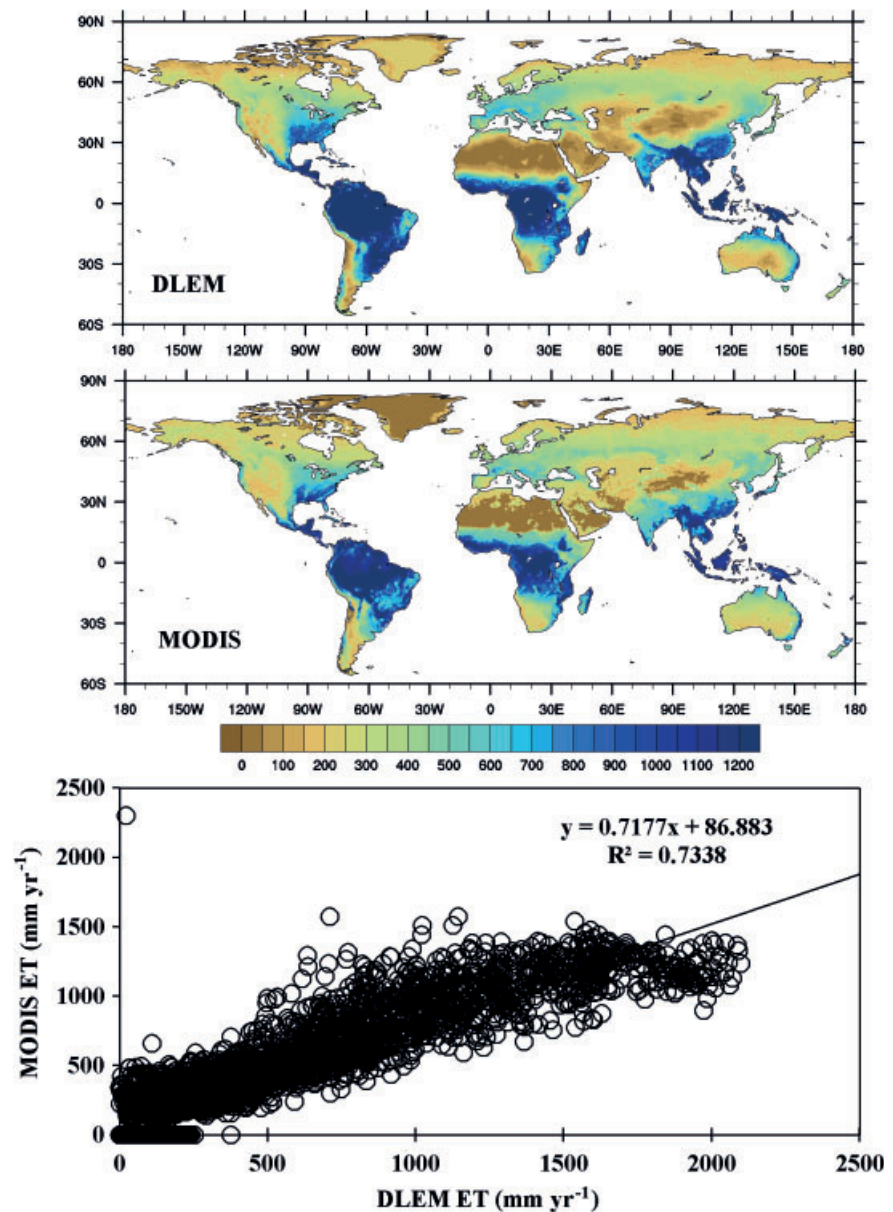 90N
60N
30N
0
30S
60S
DLEM
180 150W 120W 90W 60W 30W 0 30E 60E 90E 120E 150E 180
90N
60N
30N
0
30S
60S
MODIS
180 150W 120W 90W 60W 30W 0 30E 60E 90E 120E 150E 180
0 100 200 300 400 500 600 700 800 900 1000 1100 1200
2500
2000
1500
1000
500
0
MODIS ET (mm yr⁻¹)
y = 0.7177x + 86.883
R² = 0.7338
0 500 1000 1500 2000 2500
DLEM ET (mm yr⁻¹)